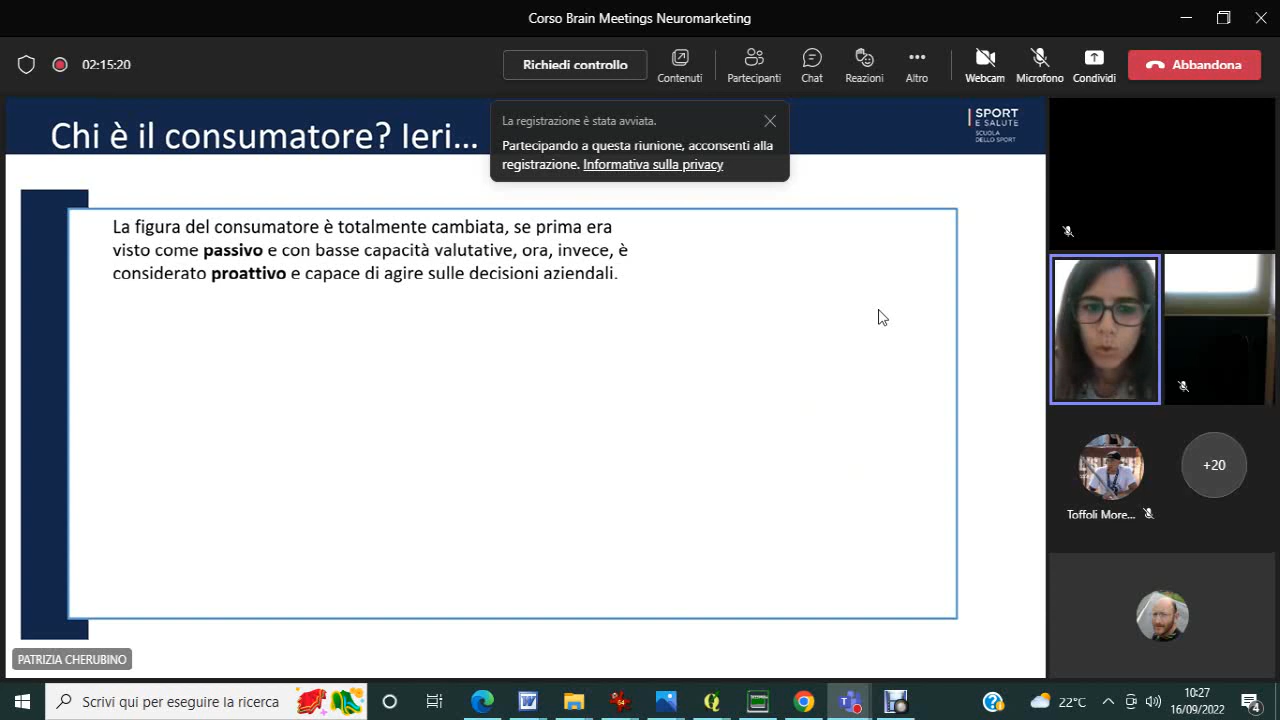 Corso Brain Meetings Neuromarketing
02:15:20
Richiedi controllo
Contenuti
Partecipanti
Chat
Reazioni
Altro
Webcam
Microfono
Condividi
Abbandona
Chi è il consumatore? Ieri...
SPORT
E SALUTE
SCUOLA
DELLO SPORT
La registrazione è stata avviata.
Partecipando a questa riunione, acconsenti alla
registrazione. Informativa sulla privacy
La figura del consumatore è totalmente cambiata, se prima era
visto come passivo e con basse capacità valutative, ora, invece, è
considerato proattivo e capace di agire sulle decisioni aziendali.
+20
Toffoli More...
PATRIZIA CHERUBINO
Scrivi qui per eseguire la ricerca
22°C
10:27
16/09/2022
4